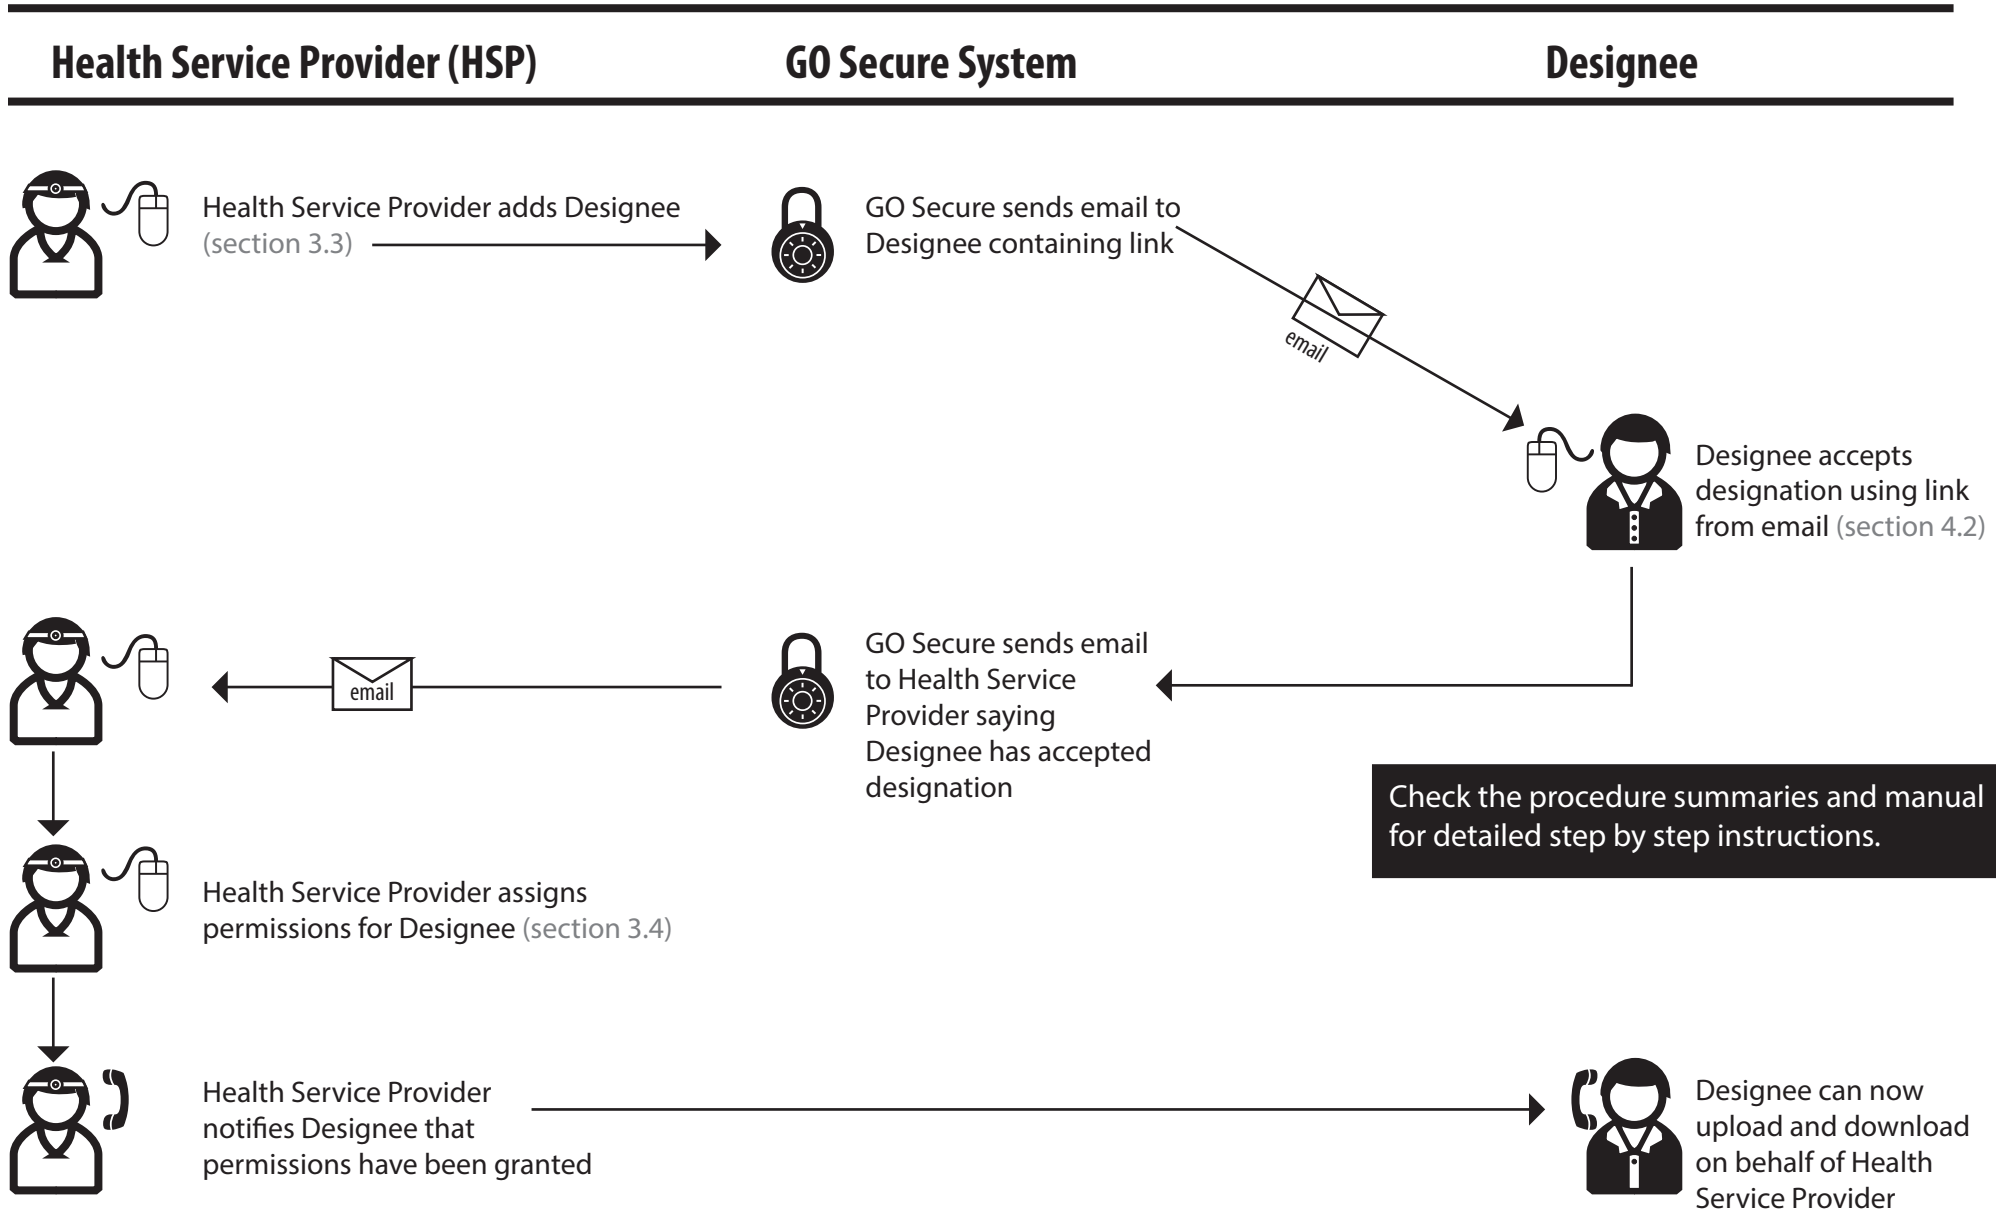 Health Service Provider (HSP)
GO Secure System
Designee
Health Service Provider adds Designee
(section 3.3)
GO Secure sends email to
Designee containing link
email
Designee accepts
designation using link
from email (section 4.2)
email
GO Secure sends email
to Health Service
Provider saying
Designee has accepted
designation
Check the procedure summaries and manual
for detailed step by step instructions.
Health Service Provider assigns
permissions for Designee (section 3.4)
Health Service Provider
notifies Designee that
permissions have been granted
Designee can now
upload and download
on behalf of Health
Service Provider